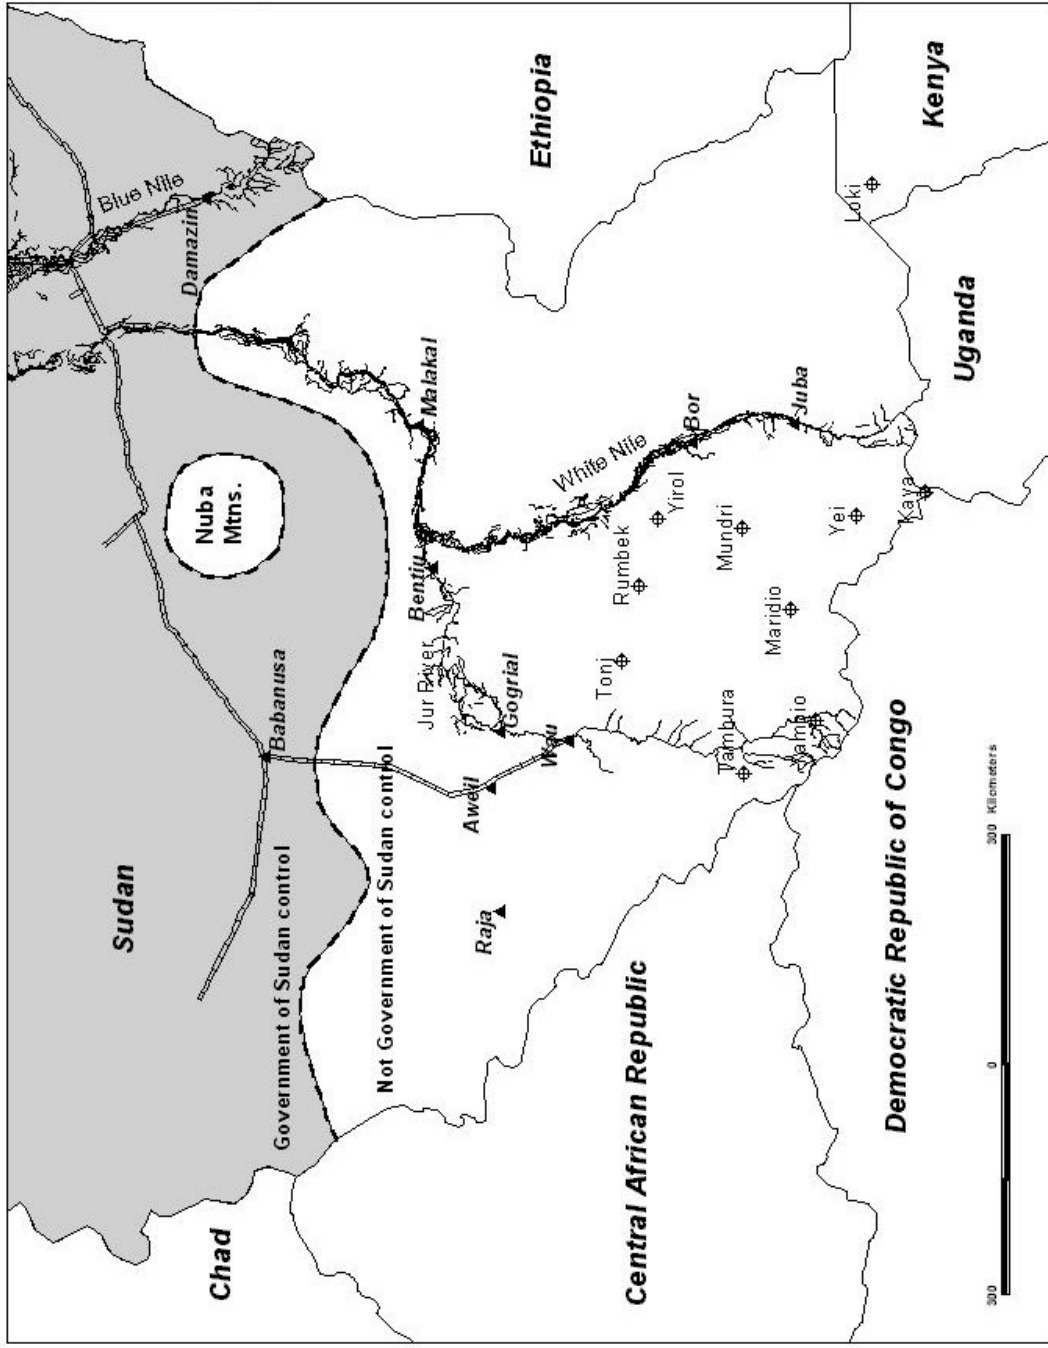 Sudan
Chad
Government of Sudan control
Not Government of Sudan control
Babanusa
Nuba
Mtns.
Damazin
Blue Nile
Ethiopia
Kenya
Loki
Uganda
Malakal
White Nile
Bor
Juba
Bentiu
Jur River
Gogrial
Wau
Aweil
Raja
Rumbek
Yirol
Mundri
Yei
Kaya
Tonj
Maridio
Tambura
Yambio
Central African Republic
Democratic Republic of Congo
300 0 300 Kilometers